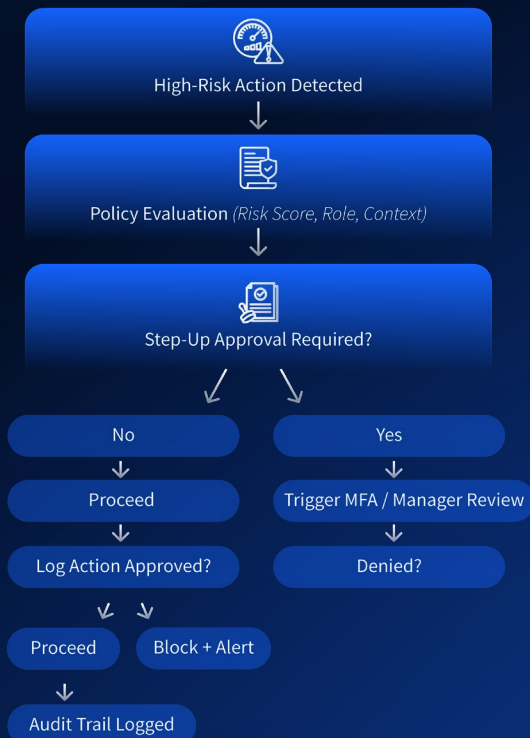 High-Risk Action Detected
Policy Evaluation (Risk Score, Role, Context)
Step-Up Approval Required?
No
Yes
Proceed
Trigger MFA / Manager Review
Log Action Approved?
Denied?
Proceed
Block + Alert
Audit Trail Logged